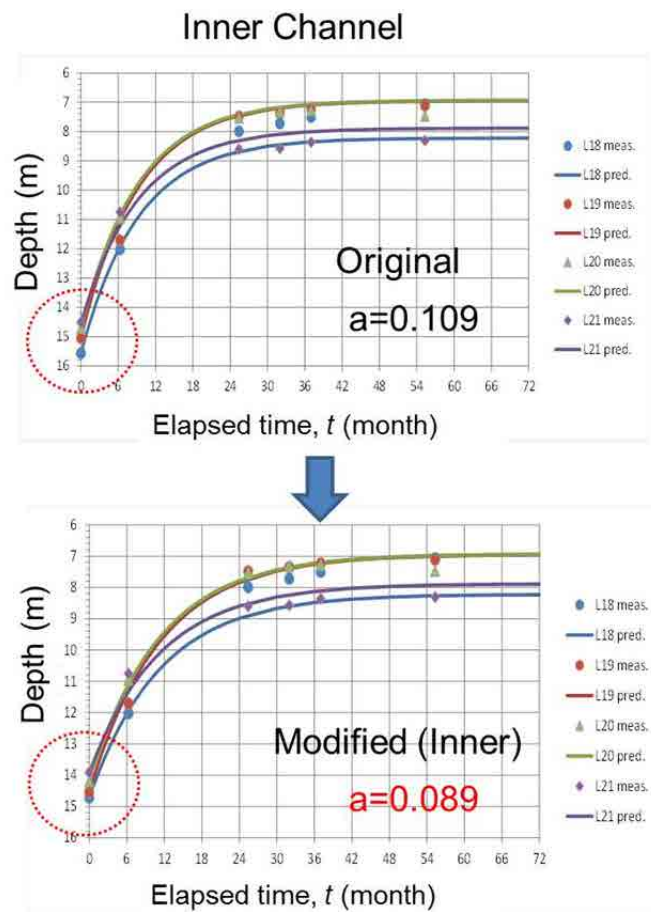 Inner Channel
6
7
8
9
10
11
12
13
14
15
16
Depth (m)
0 6 12 18 24 30 36 42 48 54 60 66 72
Elapsed time, t (month)
Original
a=0.109
L18 meas.
L18 pred.
L19 meas.
L19 pred.
L20 meas.
L20 pred.
L21 meas.
L21 pred.
6
7
8
9
10
11
12
13
14
15
16
Depth (m)
0 6 12 18 24 30 36 42 48 54 60 66 72
Elapsed time, t (month)
Modified (Inner)
a=0.089
L18 meas.
L18 pred.
L19 meas.
L19 pred.
L20 meas.
L20 pred.
L21 meas.
L21 pred.